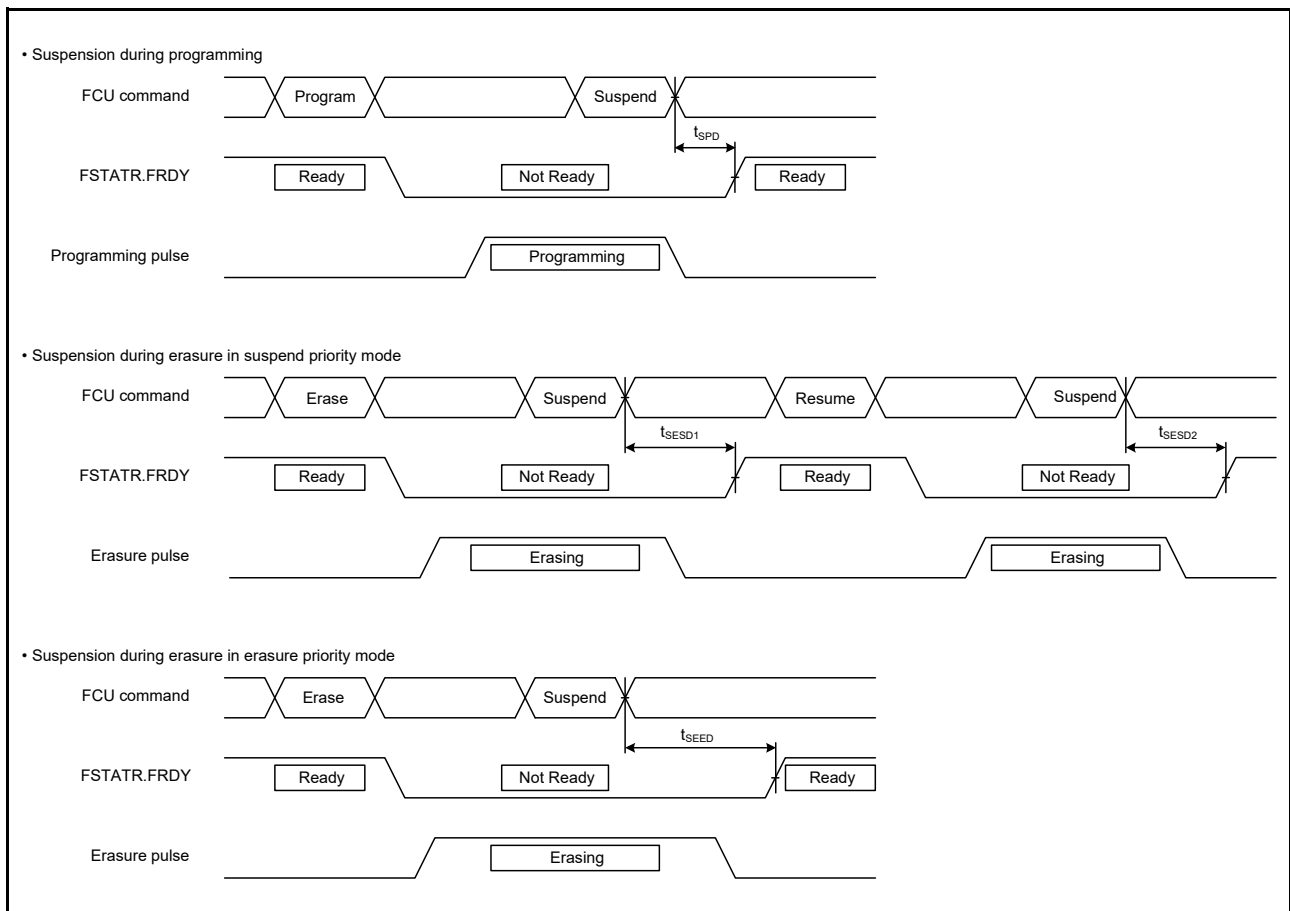 • Suspension during programming
FCU command
Program
Suspend
tSPD
FSTATR.FRDY
Ready
Not Ready
Ready
Programming pulse
Programming
• Suspension during erasure in suspend priority mode
FCU command
Erase
Suspend
Resume
Suspend
tSESD1
tSESD2
FSTATR.FRDY
Ready
Not Ready
Ready
Not Ready
Erasure pulse
Erasing
Erasing
• Suspension during erasure in erasure priority mode
FCU command
Erase
Suspend
tSEED
FSTATR.FRDY
Ready
Not Ready
Ready
Erasure pulse
Erasing